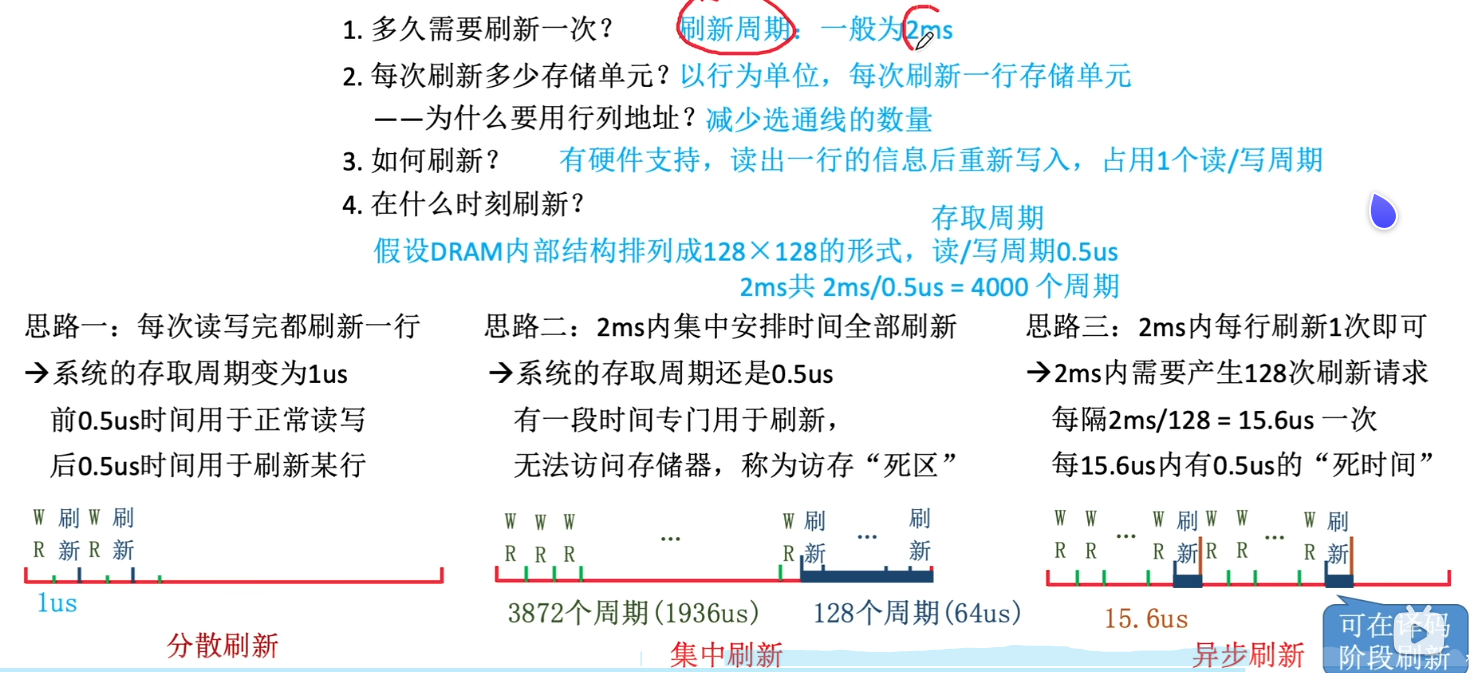 1. 多久需要刷新一次？ 刷新周期：一般为2ms
2. 每次刷新多少存储单元？以行为单位，每次刷新一行存储单元
——为什么要用行列地址？减少选通线的数量
3. 如何刷新？ 有硬件支持，读出一行的信息后重新写入，占用1个读/写周期
4. 在什么时刻刷新？
存取周期
假设DRAM内部结构排列成128×128的形式，读/写周期0.5us
2ms共 2ms/0.5us = 4000 个周期
思路一：每次读写完都刷新一行
→系统的存取周期变为1us
前0.5us时间用于正常读写
后0.5us时间用于刷新某行
W 刷 W 刷
R 新 R 新
1us
分散刷新
思路二：2ms内集中安排时间全部刷新
→系统的存取周期还是0.5us
有一段时间专门用于刷新，
无法访问存储器，称为访存“死区”
W W W ... W 刷 ... 刷
R R R R 新 新
3872个周期(1936us) 128个周期(64us)
集中刷新
思路三：2ms内每行刷新1次即可
→2ms内需要产生128次刷新请求
每隔2ms/128 = 15.6us 一次
每15.6us内有0.5us的“死时间”
W W ... W 刷 W W ... W 刷
R R R 新 R R R 新
15.6us
异步刷新
可在译码
阶段刷新